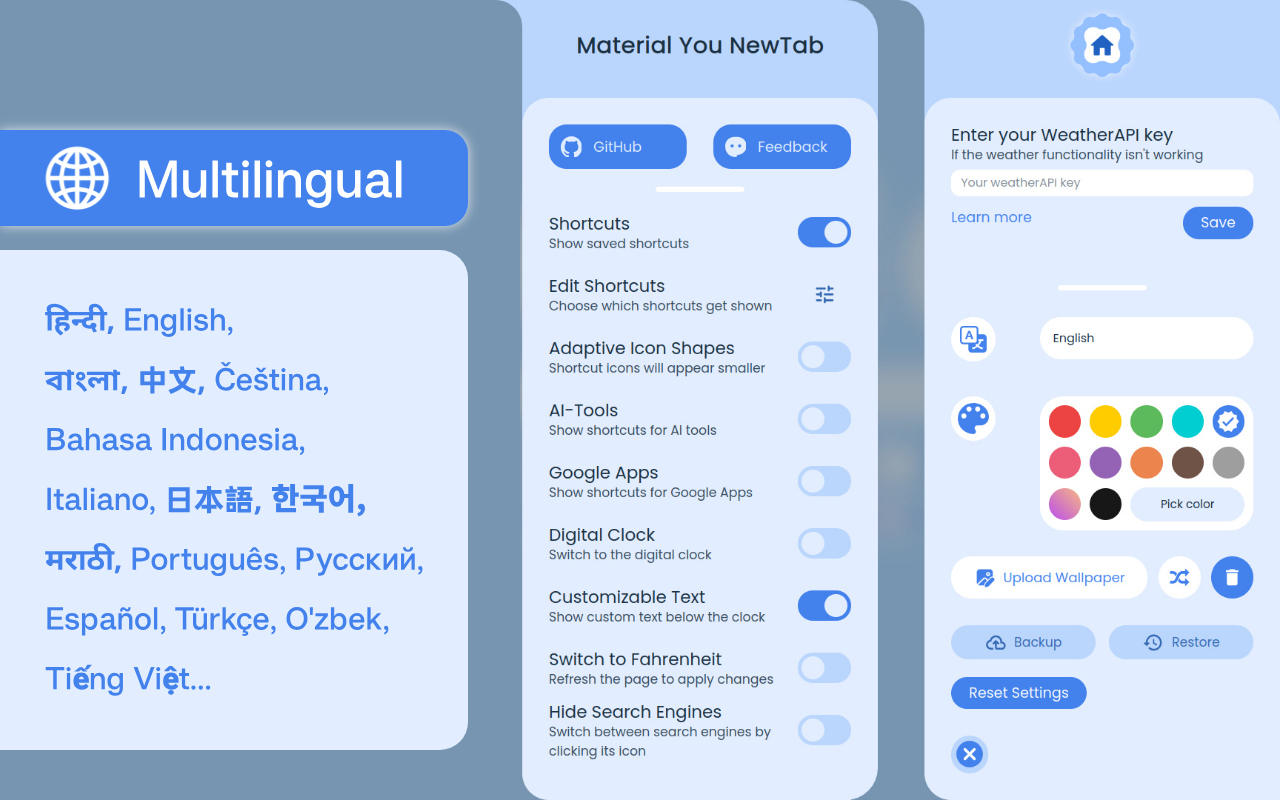 Multilingual
हिन्दी, English,
বাংলা, 中文, Čeština,
Bahasa Indonesia,
Italiano, 日本語, 한국어,
मराठी, Português, Русский,
Español, Türkçe, O'zbek,
Tiếng Việt...
Material You NewTab
GitHub
Feedback
Shortcuts
Show saved shortcuts
Edit Shortcuts
Choose which shortcuts get shown
Adaptive Icon Shapes
Shortcut icons will appear smaller
AI-Tools
Show shortcuts for AI tools
Google Apps
Show shortcuts for Google Apps
Digital Clock
Switch to the digital clock
Customizable Text
Show custom text below the clock
Switch to Fahrenheit
Refresh the page to apply changes
Hide Search Engines
Switch between search engines by
clicking its icon
Enter your WeatherAPI key
If the weather functionality isn't working
Your weatherAPI key
Learn more
Save
A 文
English
Pick color
Upload Wallpaper
Backup
Restore
Reset Settings